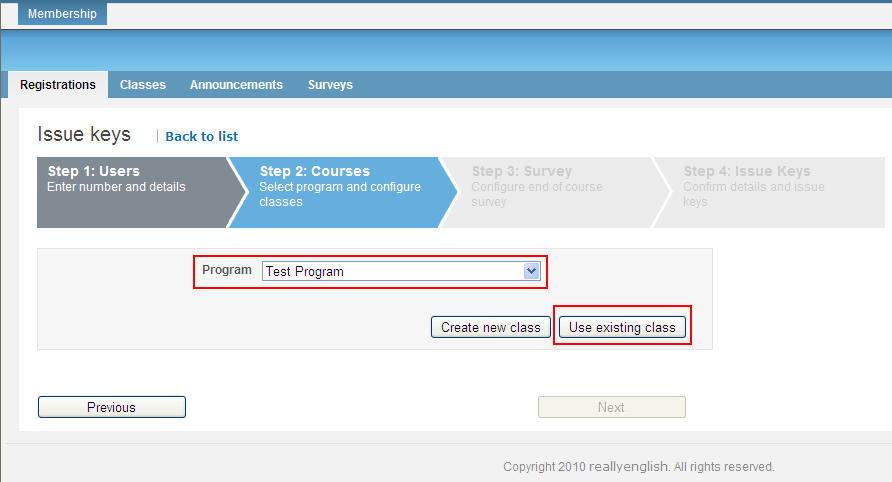 Membership
Registrations Classes Announcements Surveys
Issue keys Back to list
Step 1: Users
Enter number and details
Step 2: Courses
Select program and configure
classes
Step 3: Survey
Configure end of course
survey
Step 4: Issue Keys
Confirm details and issue
keys
Program Test Program
Create new class Use existing class
Previous Next
Copyright 2010 reallyenglish. All rights reserved.